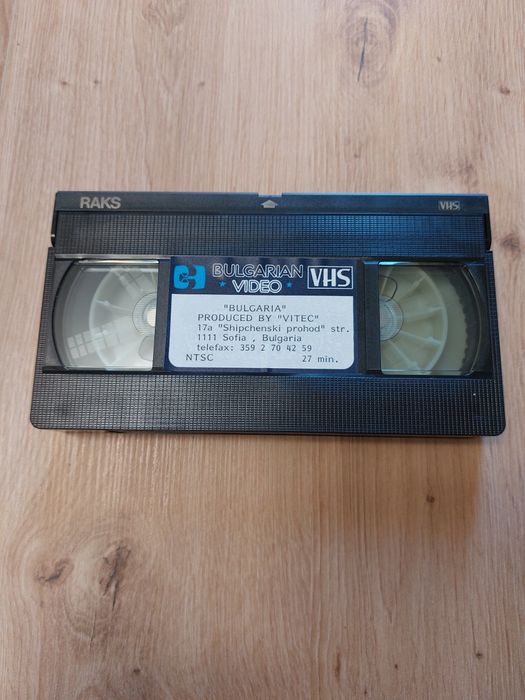 RAKS
VHS
BULGARIAN
VIDEO
VHS
"BULGARIA"
PRODUCED BY "VITEC"
17a "Shipchenski prohod" str.
1111 Sofia , Bulgaria
telefax: 359 2 70 42 59
NTSC 27 min.